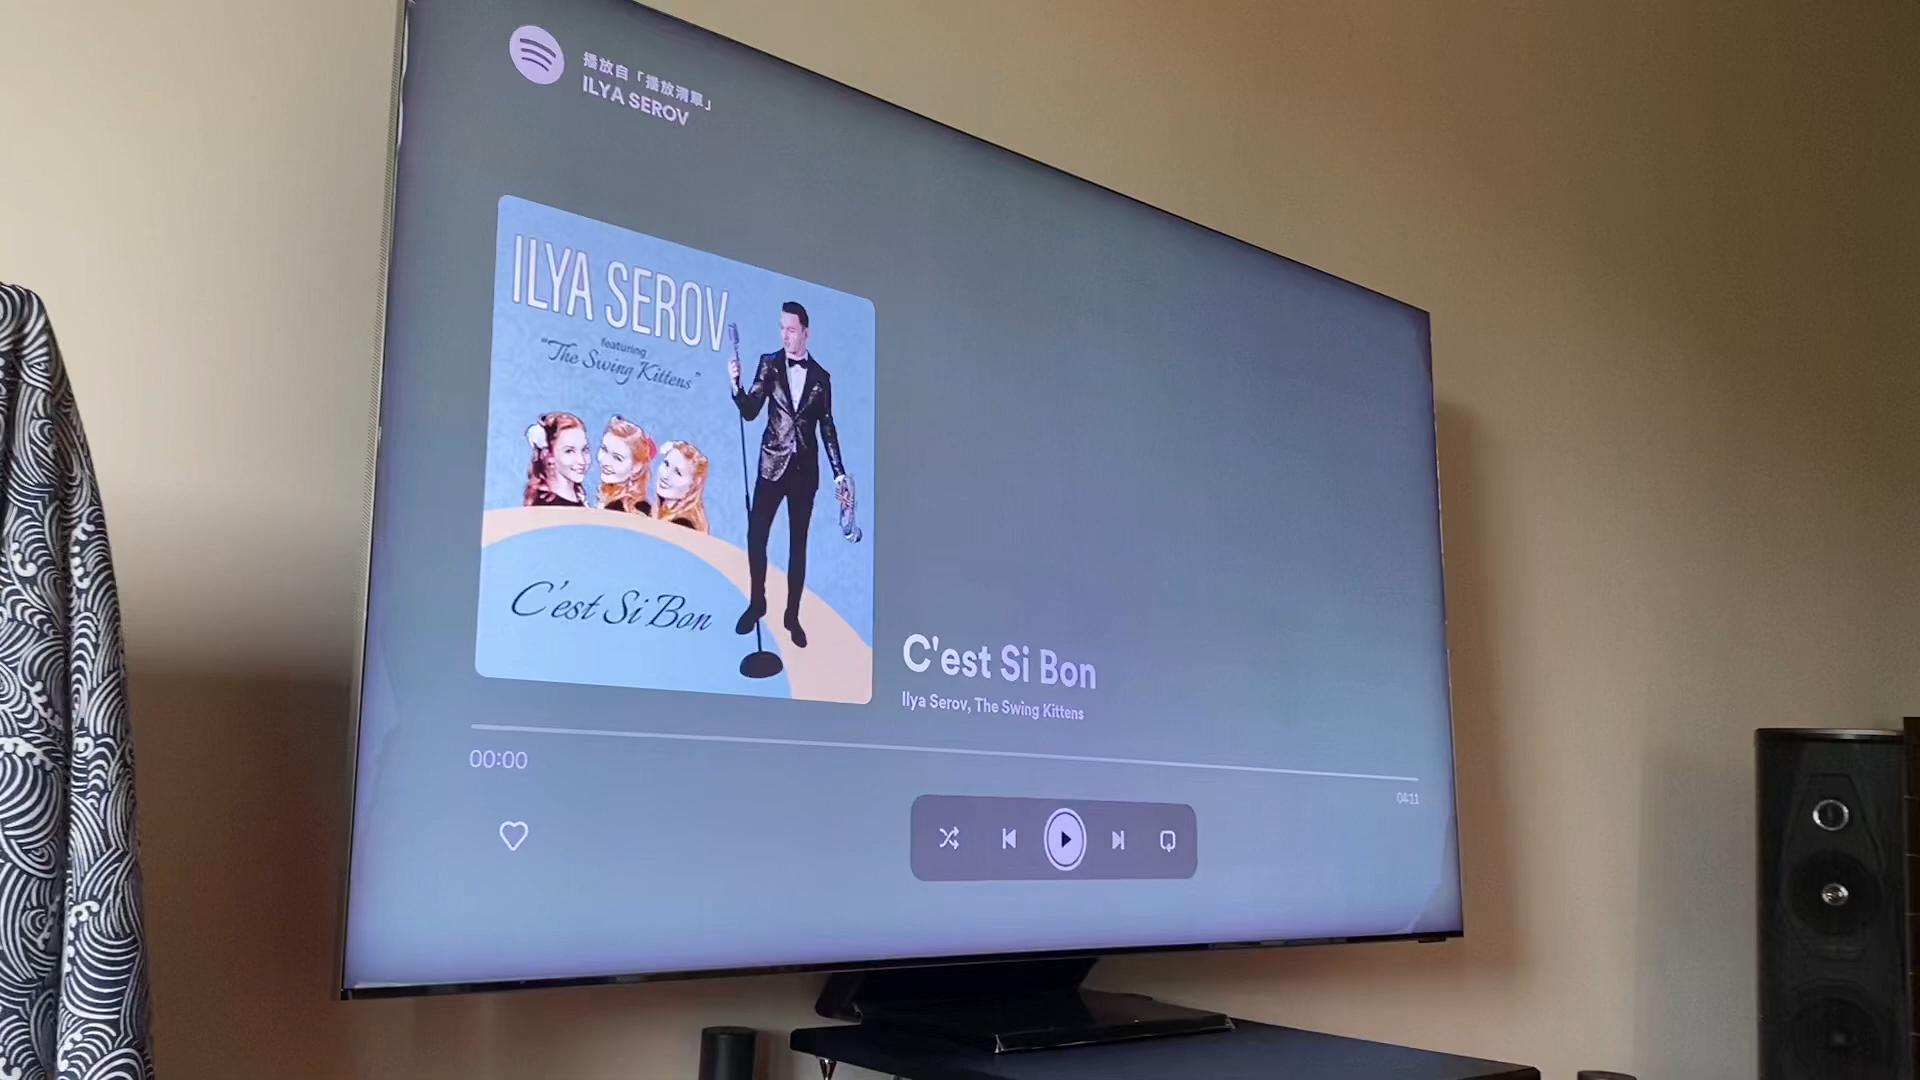 播放自「播放清單」
ILYA SEROV
ILYA SEROV
featuring
"The Swing Kittens"
C'est Si Bon
C'est Si Bon
Ilya Serov, The Swing Kittens
00:00
04:11